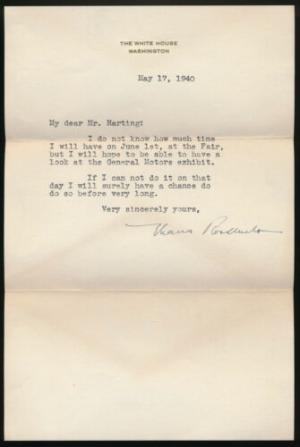 THE WHITE HOUSE
WASHINGTON
May 17, 1940
My dear Mr. Harting:
I do not know how much time
I will have on June 1st, at the Fair,
but I will hope to be able to have a
look at the General Motors exhibit.
If I can not do it on that
day I will surely have a chance do
do so before very long.
Very sincerely yours,